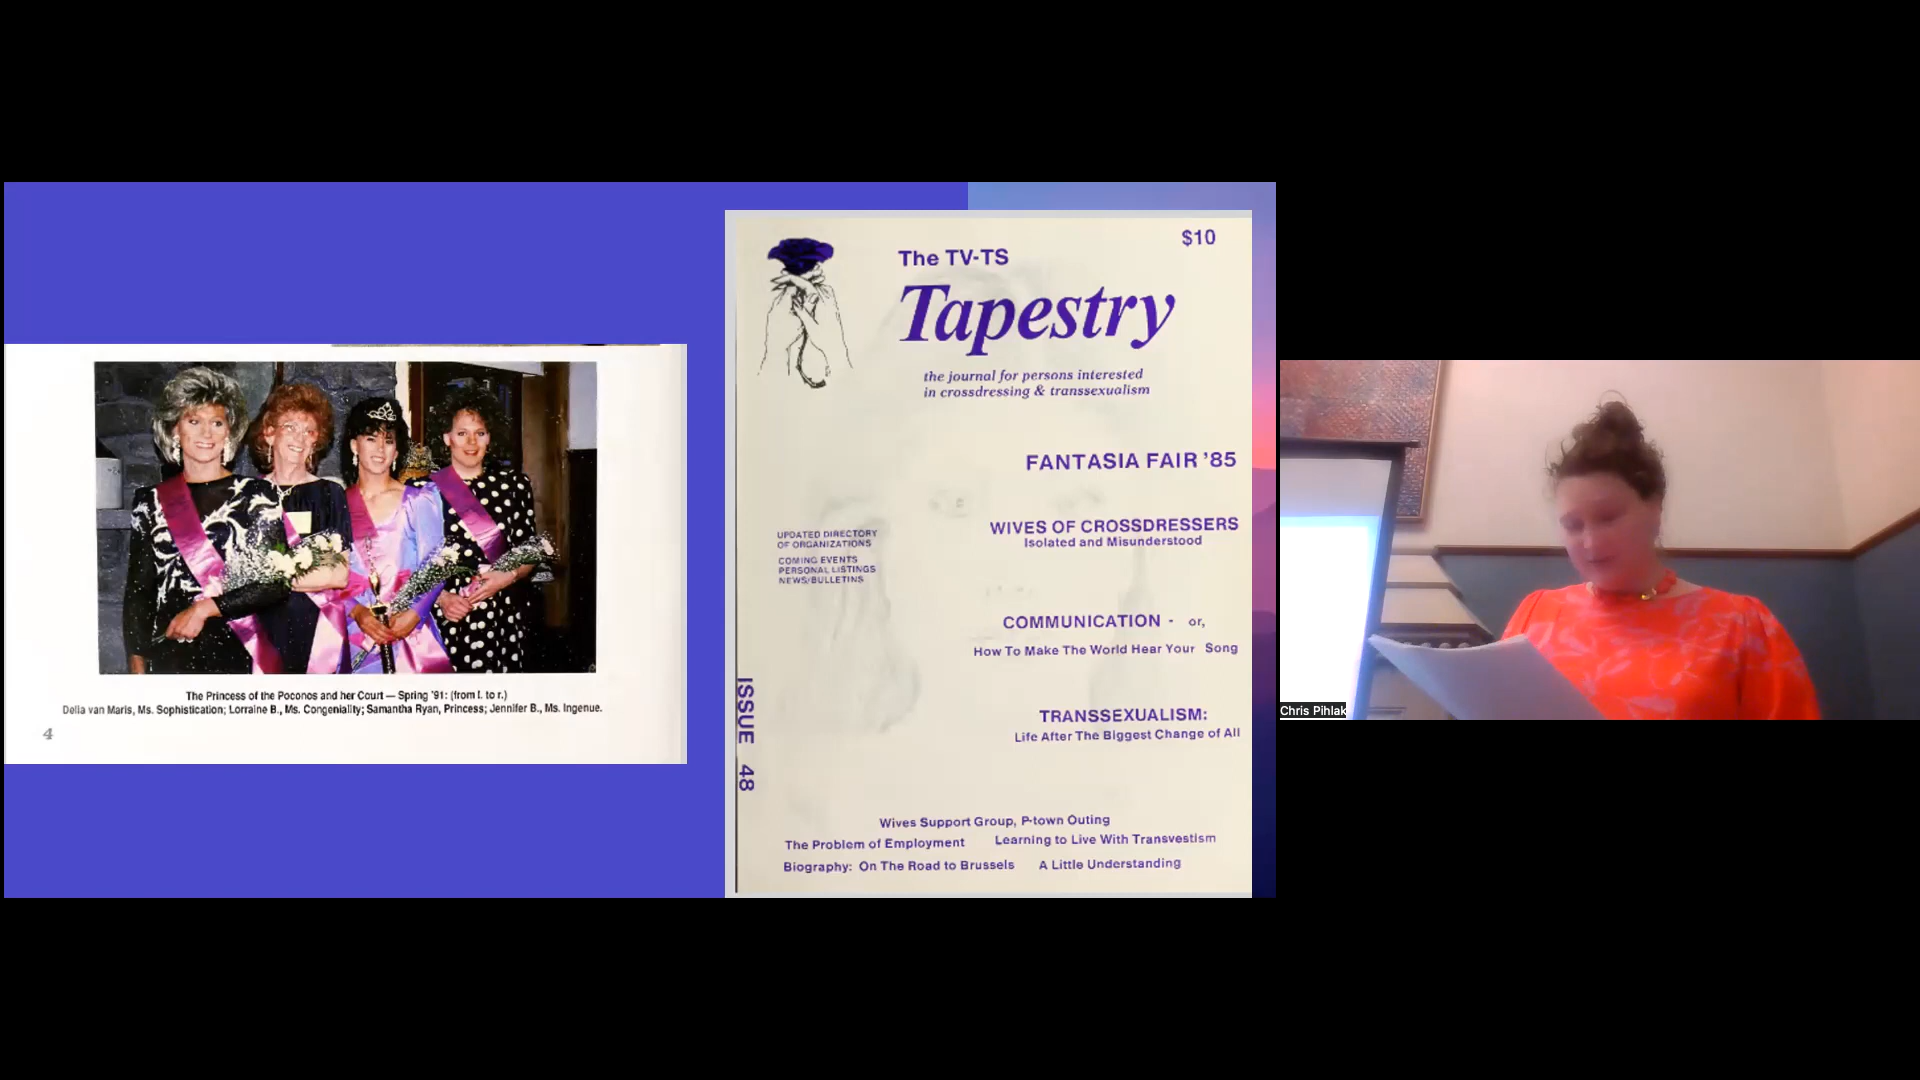 The Princess of the Poconos and her Court — Spring '91: (from l. to r.)
Delia van Maris, Ms. Sophistication; Lorraine B., Ms. Congeniality; Samantha Ryan, Princess; Jennifer B., Ms. Ingenue.
4
$10
The TV-TS
Tapestry
the journal for persons interested
in crossdressing & transsexualism
FANTASIA FAIR '85
WIVES OF CROSSDRESSERS
Isolated and Misunderstood
UPDATED DIRECTORY
OF ORGANIZATIONS
COMING EVENTS
PERSONAL LISTINGS
NEWS/BULLETINS
COMMUNICATION - or,
How To Make The World Hear Your Song
TRANSSEXUALISM:
Life After The Biggest Change of All
ISSUE 48
Wives Support Group, P-town Outing
The Problem of Employment Learning to Live With Transvestism
Biography: On The Road to Brussels A Little Understanding
Chris Pihlak